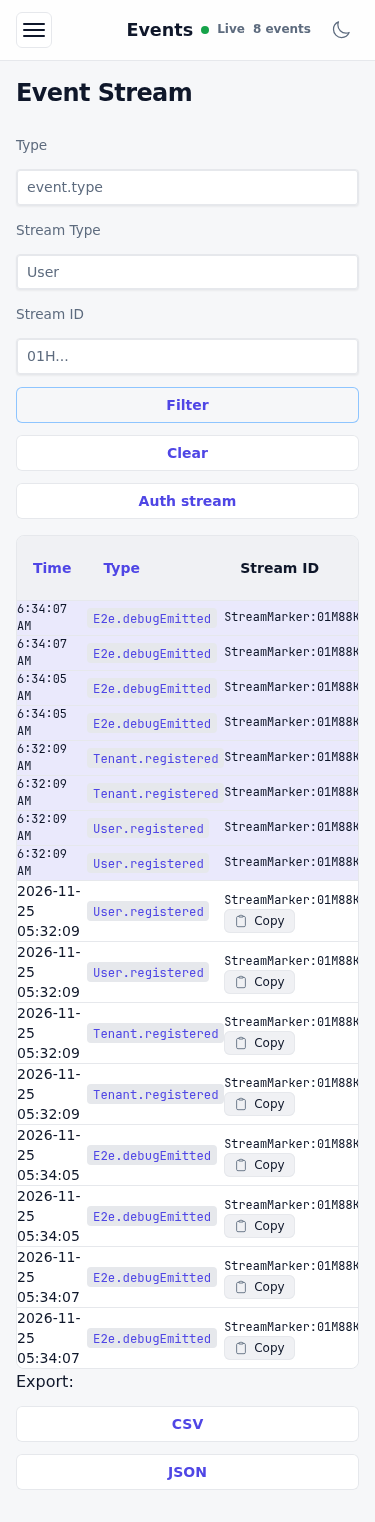 Events Live 8 events
Event Stream
Type
event.type
Stream Type
User
Stream ID
01H...
Filter
Clear
Auth stream
Time Type Stream ID
6:34:07 AM E2e.debugEmitted StreamMarker:01M88K
6:34:07 AM E2e.debugEmitted StreamMarker:01M88K
6:34:05 AM E2e.debugEmitted StreamMarker:01M88K
6:34:05 AM E2e.debugEmitted StreamMarker:01M88K
6:32:09 AM Tenant.registered StreamMarker:01M88K
6:32:09 AM Tenant.registered StreamMarker:01M88K
6:32:09 AM User.registered StreamMarker:01M88K
6:32:09 AM User.registered StreamMarker:01M88K
2026-11-25 05:32:09 User.registered StreamMarker:01M88K
Copy
2026-11-25 05:32:09 User.registered StreamMarker:01M88K
Copy
2026-11-25 05:32:09 Tenant.registered StreamMarker:01M88K
Copy
2026-11-25 05:32:09 Tenant.registered StreamMarker:01M88K
Copy
2026-11-25 05:34:05 E2e.debugEmitted StreamMarker:01M88K
Copy
2026-11-25 05:34:05 E2e.debugEmitted StreamMarker:01M88K
Copy
2026-11-25 05:34:07 E2e.debugEmitted StreamMarker:01M88K
Copy
2026-11-25 05:34:07 E2e.debugEmitted StreamMarker:01M88K
Copy
Export:
CSV
JSON